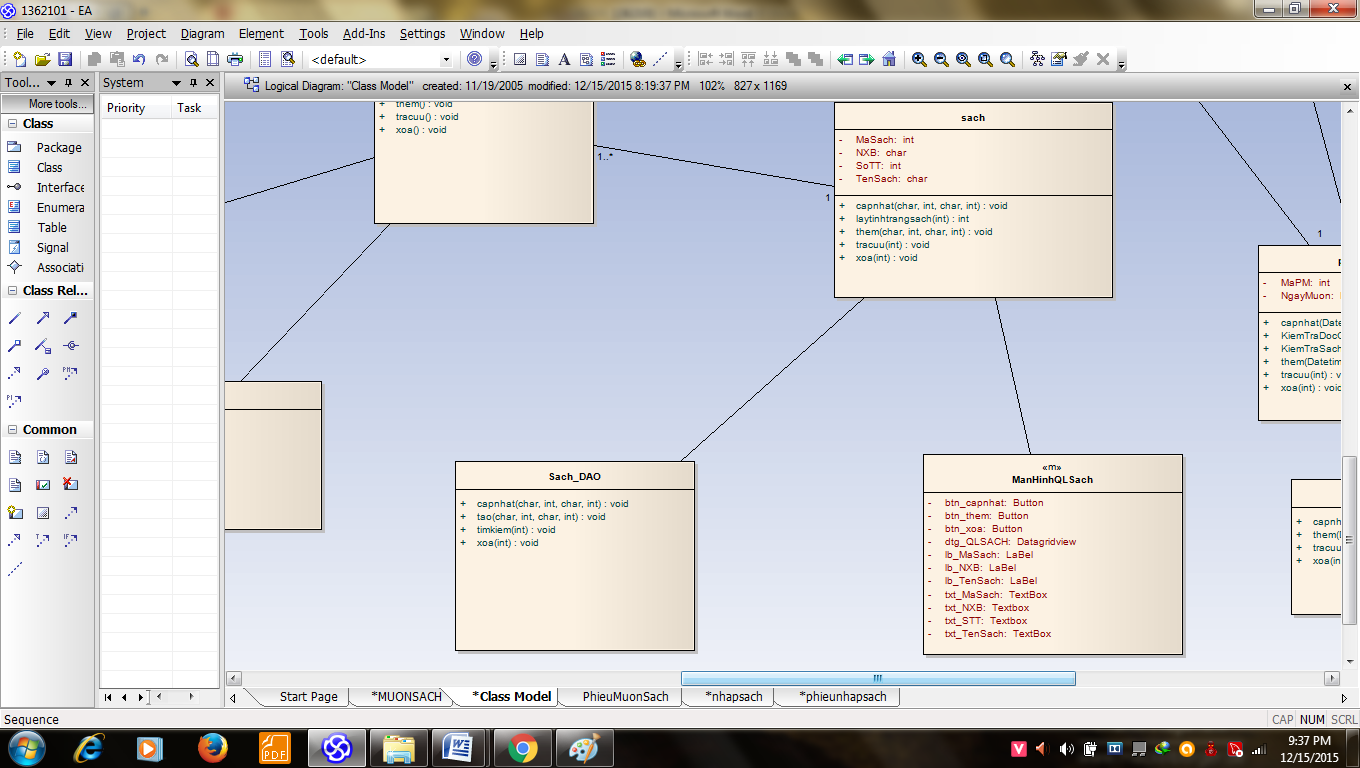 1362101 - EA
File Edit View Project Diagram Element Tools Add-Ins Settings Window Help
<default>
Tool...
More tools...
Class
Package
Class
Interface
Enumera
Table
Signal
Associati
Class Rel...
Common
System
Priority Task
Logical Diagram: "Class Model" created: 11/19/2005 modified: 12/15/2015 8:19:37 PM 102% 827 x 1169
+ them() : void
+ tracuu() : void
+ xoa() : void
1..*
1
sach
- MaSach: int
- NXB: char
- SoTT: int
- TenSach: char
+ capnhat(char, int, char, int) : void
+ laytinhtrangsach(int) : int
+ them(char, int, char, int) : void
+ tracuu(int) : void
+ xoa(int) : void
1
- MaPM: int
- NgayMuon:
+ capnhat(Date
+ KiemTraDocG
+ KiemTraSach
+ them(Datetim
+ tracuu(int) : v
+ xoa(int) : void
Sach_DAO
+ capnhat(char, int, char, int) : void
+ tao(char, int, char, int) : void
+ timkiem(int) : void
+ xoa(int) : void
«m»
ManHinhQLSach
- btn_capnhat: Button
- btn_them: Button
- btn_xoa: Button
- dtg_QLSACH: Datagridview
- lb_MaSach: LaBel
- lb_NXB: LaBel
- lb_TenSach: LaBel
- txt_MaSach: TextBox
- txt_NXB: Textbox
- txt_STT: Textbox
- txt_TenSach: TextBox
+ capnh
+ them(
+ tracuu
+ xoa(in
Start Page *MUONSACH *Class Model PhieuMuonSach *nhapsach *phieunhapsach
Sequence
CAP NUM SCRL
PDF
9:37 PM
12/15/2015